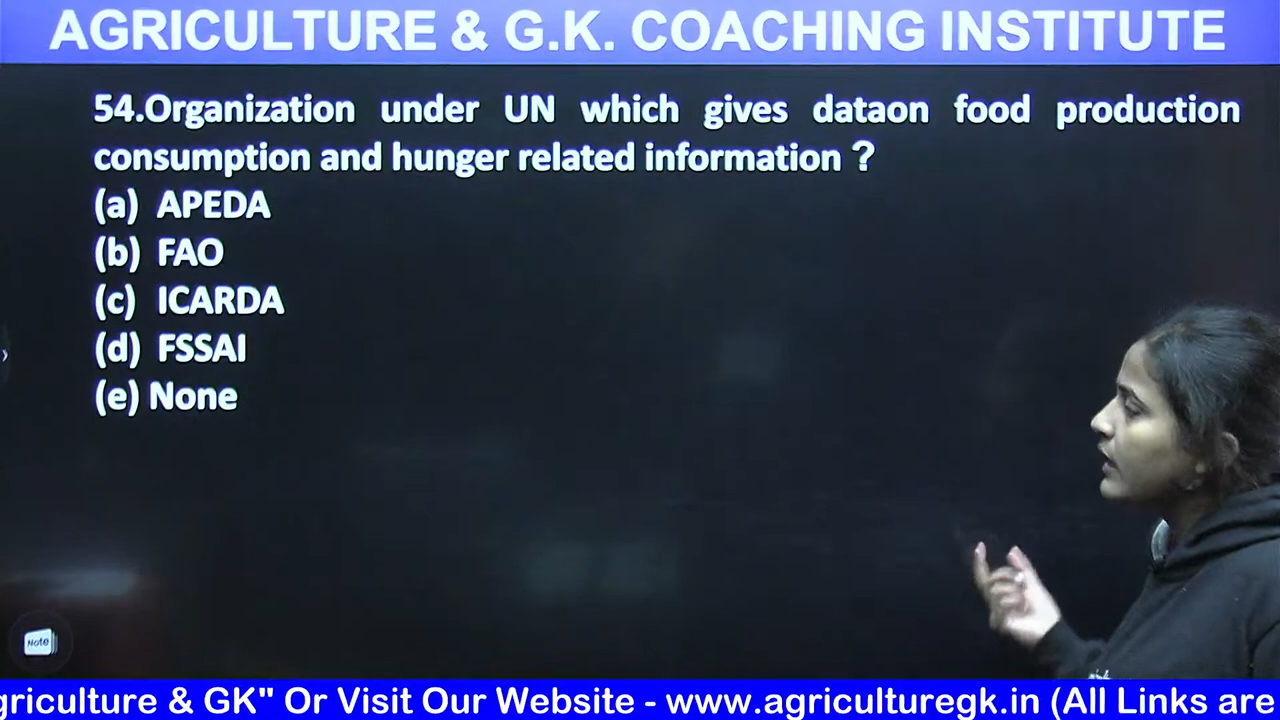 AGRICULTURE & G.K. COACHING INSTITUTE
54.Organization under UN which gives dataon food production
consumption and hunger related information ?
(a) APEDA
(b) FAO
(c) ICARDA
(d) FSSAI
(e) None
Note
griculture & GK" Or Visit Our Website - www.agriculturegk.in (All Links are